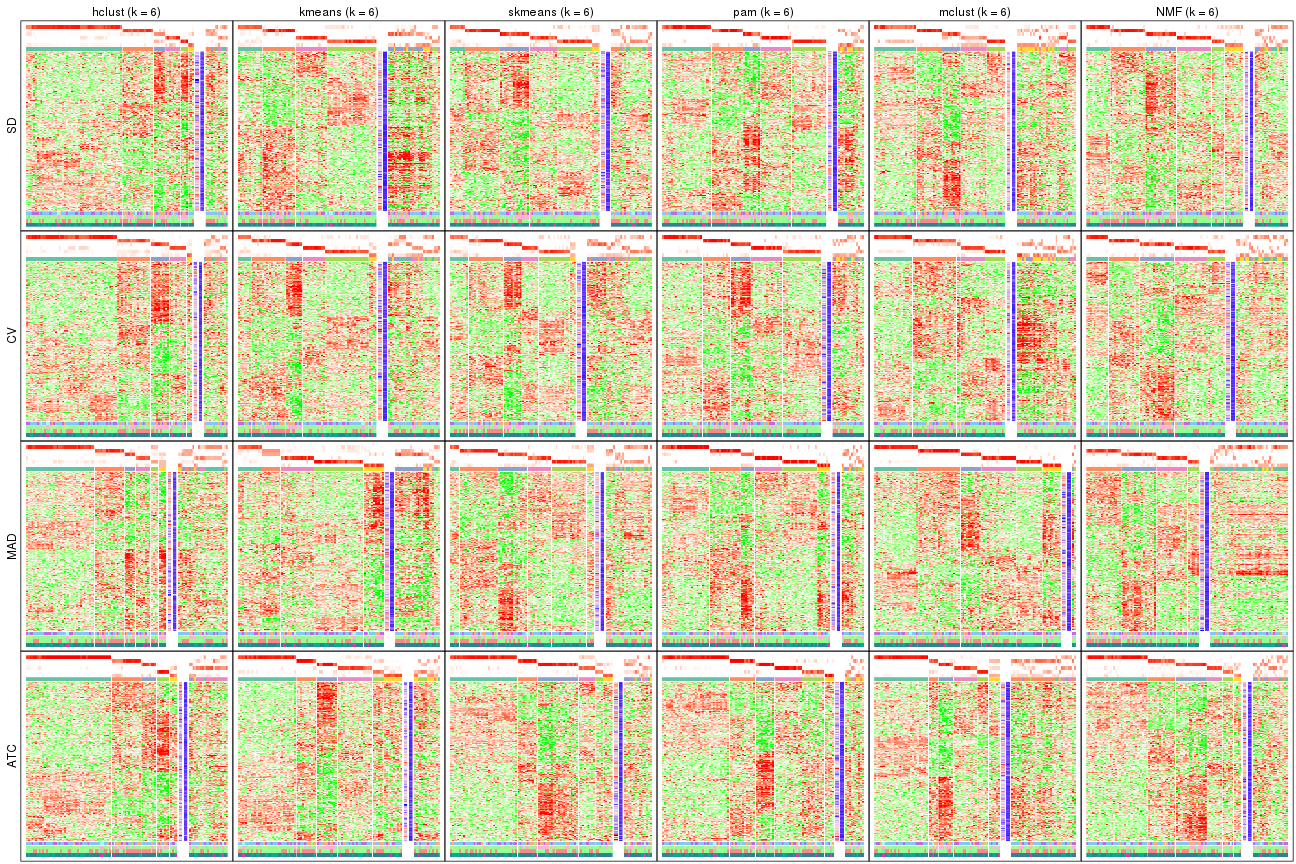 hclust (k = 6) kmeans (k = 6) skmeans (k = 6) pam (k = 6) mclust (k = 6) NMF (k = 6)
SD
CV
MAD
ATC